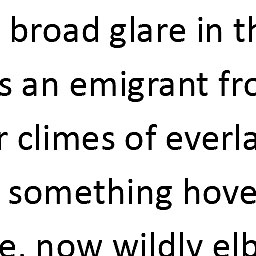 broad glare in th
s an emigrant fro
r climes of everla
something hove
e, now wildly elb